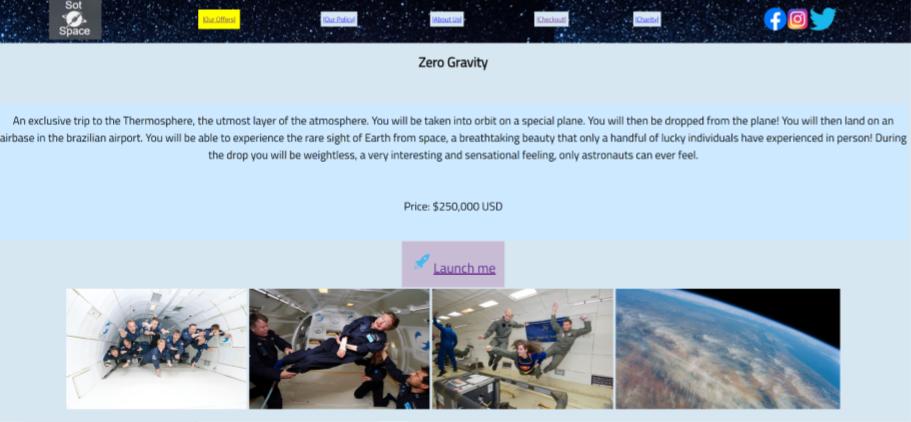 Sot
Space
|Our Offers| |Our Policy| |About Us| |Checkout| |Charity|
Zero Gravity
An exclusive trip to the Thermosphere, the utmost layer of the atmosphere. You will be taken into orbit on a special plane. You will then be dropped from the plane! You will then land on an
airbase in the brazilian airport. You will be able to experience the rare sight of Earth from space, a breathtaking beauty that only a handful of lucky individuals have experienced in person! During
the drop you will be weightless, a very interesting and sensational feeling, only astronauts can ever feel.
Price: $250,000 USD
Launch me